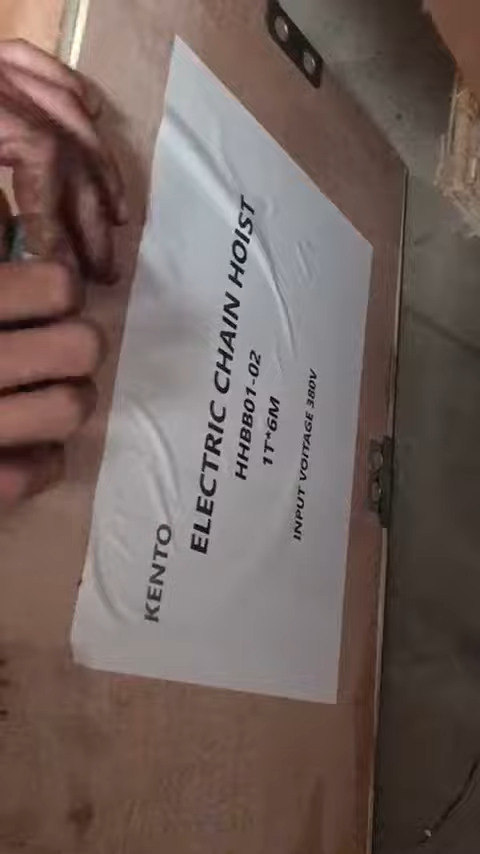 KENTO
ELECTRIC CHAIN HOIST
HHBB01-02
1T*6M
INPUT VOITAGE 380V